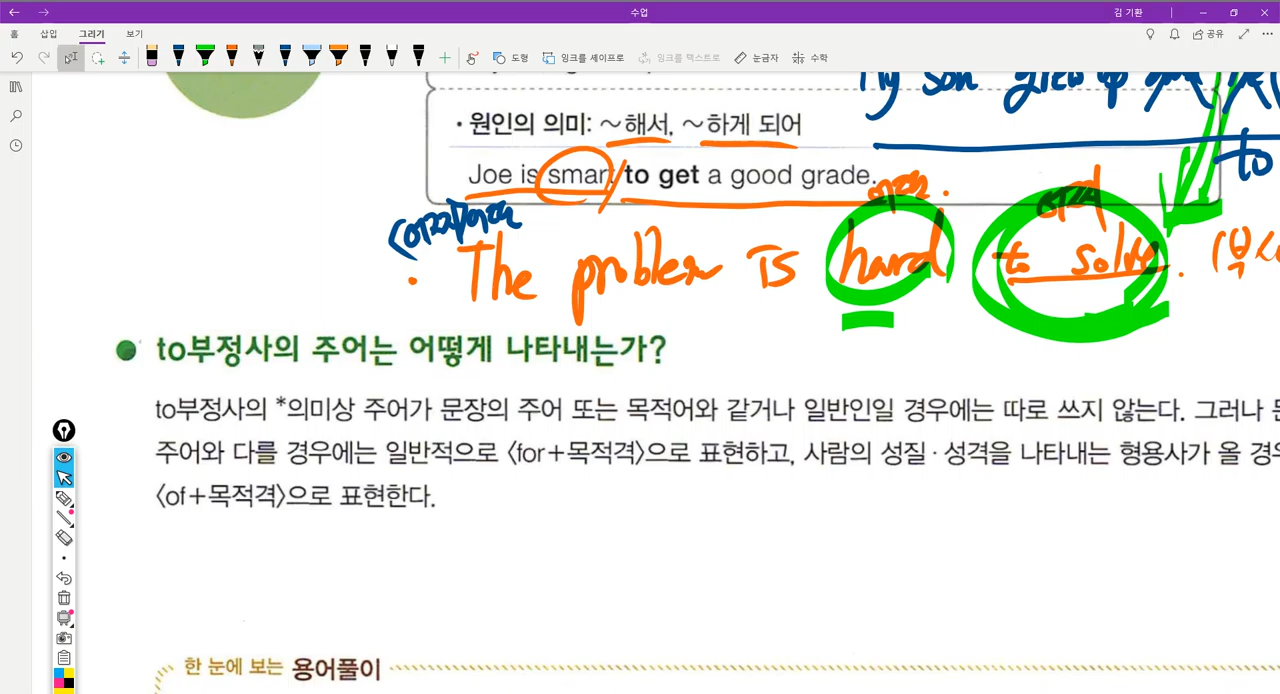 수업
김 기환
홈 삽입 그리기 보기
공유
도형 잉크를 셰이프로 잉크를 텍스트로 눈금자 수학
My son grew up
to
• 원인의 의미: ~해서, ~하게 되어
Joe is smart to get a good grade.
• The problem is hard to solve. (부사
to부정사의 주어는 어떻게 나타내는가?
to부정사의 *의미상 주어가 문장의 주어 또는 목적어와 같거나 일반인일 경우에는 따로 쓰지 않는다. 그러나
주어와 다를 경우에는 일반적으로 〈for+목적격〉으로 표현하고, 사람의 성질·성격을 나타내는 형용사가 올 경우
〈of+목적격〉으로 표현한다.
한 눈에 보는 용어풀이